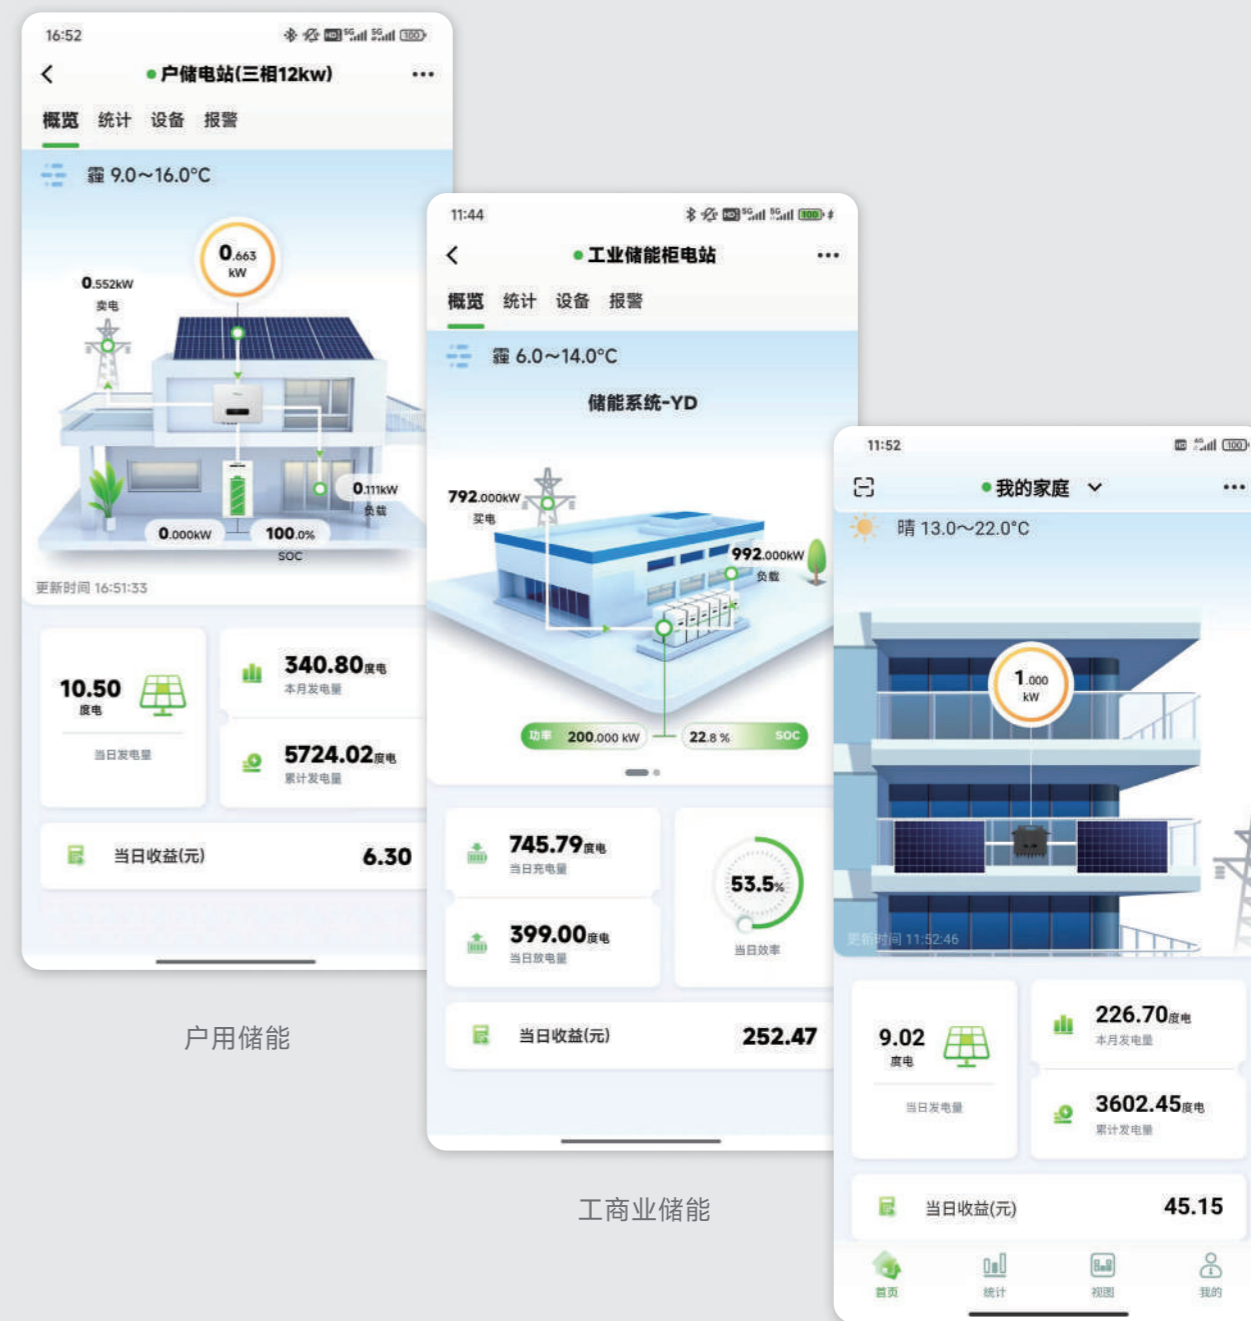 16:52
HD 5G 5G 100
户储电站(三相12kw)
概览 统计 设备 报警
霾 9.0～16.0°C
0.663
kW
0.552kW
卖电
0.111kW
负载
0.000kW
100.0%
SOC
更新时间 16:51:33
10.50
度电
当日发电量
340.80度电
本月发电量
5724.02度电
累计发电量
当日收益(元) 6.30
户用储能
11:44
HD 5G 5G 100
工业储能柜电站
概览 统计 设备 报警
霾 6.0～14.0°C
储能系统-YD
792.000kW
买电
992.000kW
负载
功率 200.000 kW
22.8 % SOC
745.79度电
当日充电量
399.00度电
当日放电量
53.5%
当日效率
当日收益(元) 252.47
工商业储能
11:52
HD 4G 100
我的家庭
晴 13.0～22.0°C
1.000
kW
更新时间 11:52:46
9.02
度电
当日发电量
226.70度电
本月发电量
3602.45度电
累计发电量
当日收益(元) 45.15
首页 统计 视图 我的